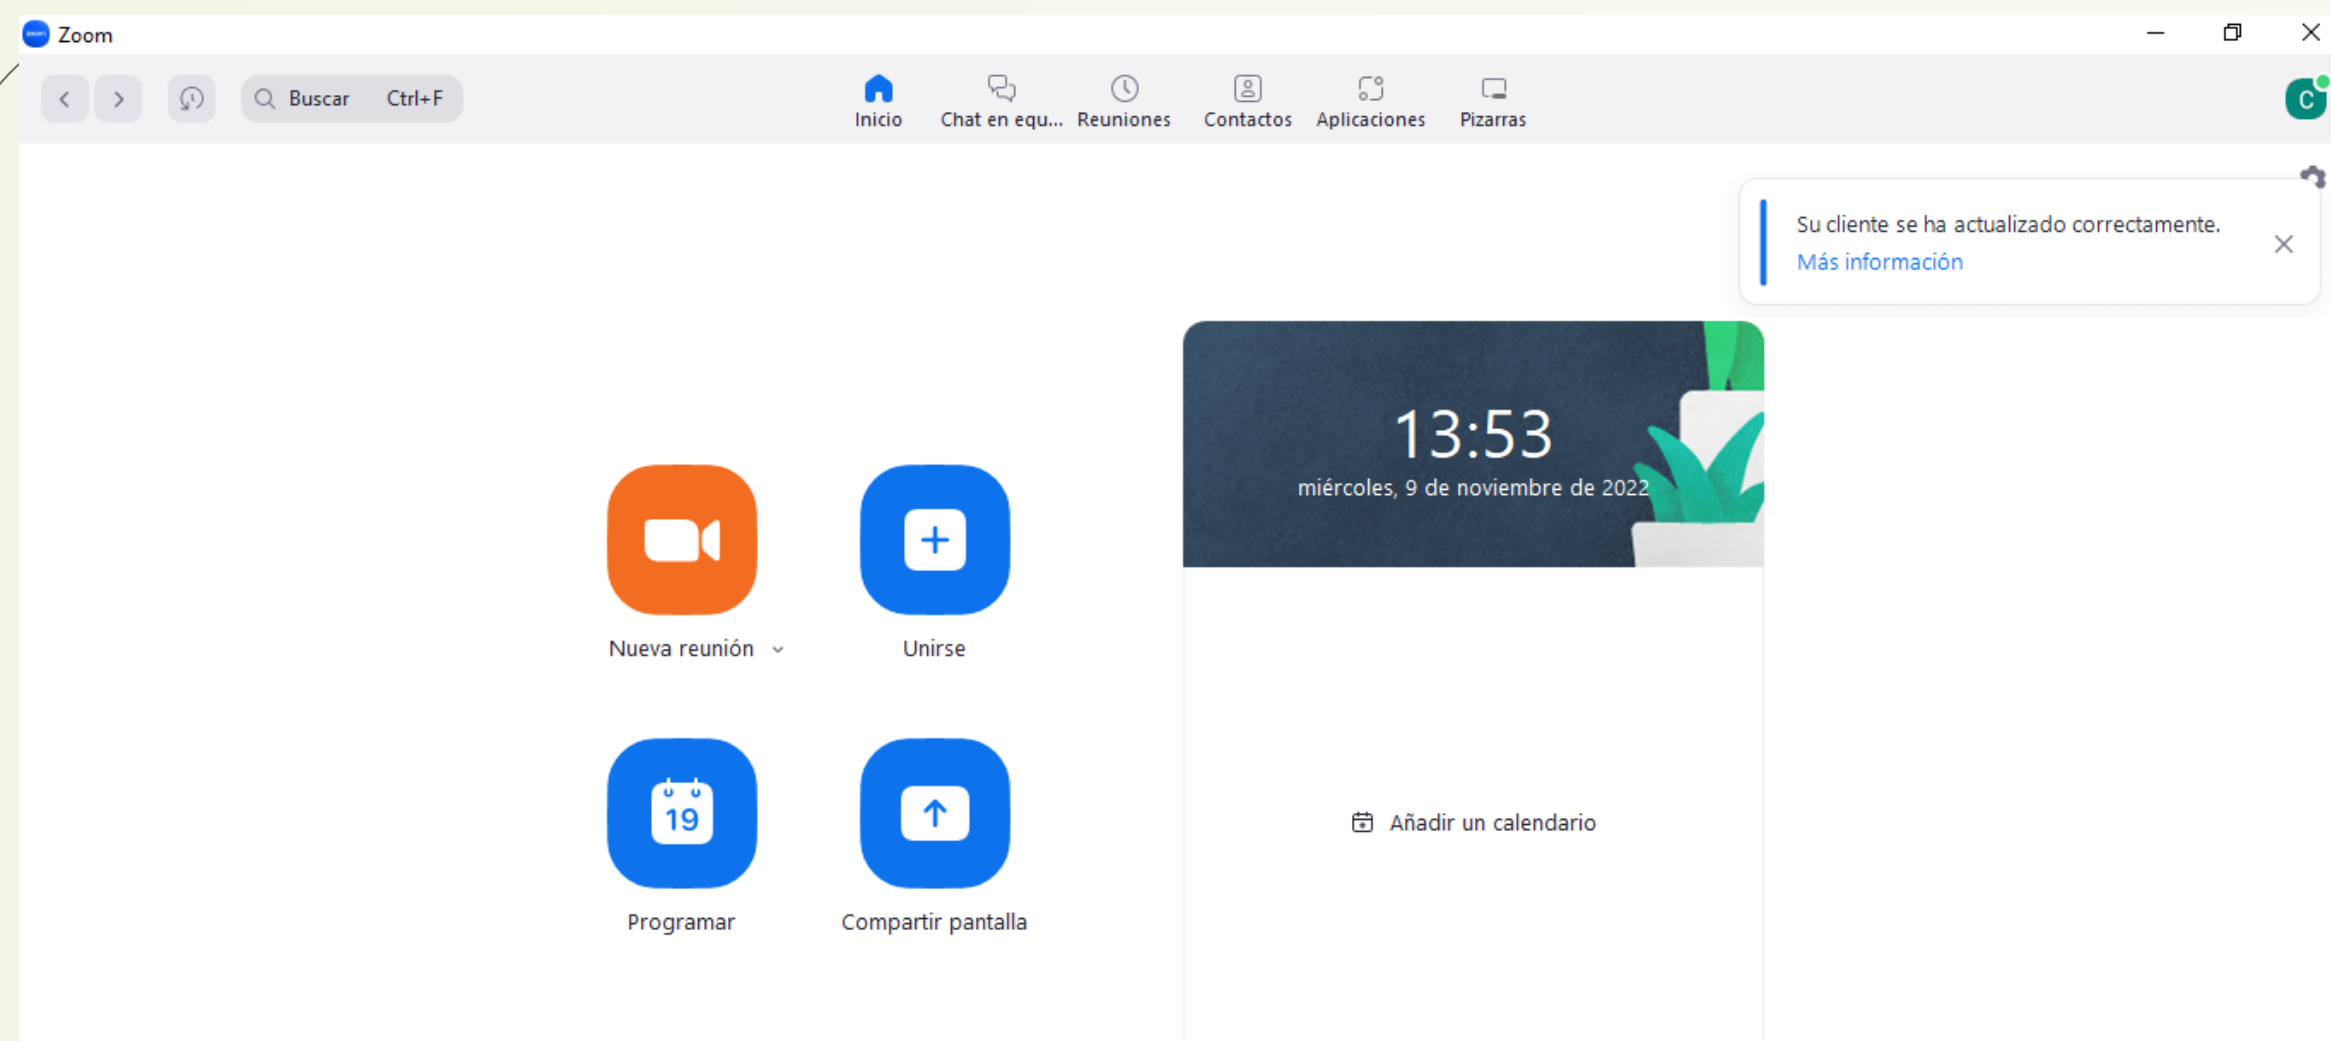 Zoom
Buscar Ctrl+F
Inicio
Chat en equ...
Reuniones
Contactos
Aplicaciones
Pizarras
C
Su cliente se ha actualizado correctamente.
Más información
13:53
miércoles, 9 de noviembre de 2022
Nueva reunión
Unirse
19
Programar
Compartir pantalla
Añadir un calendario